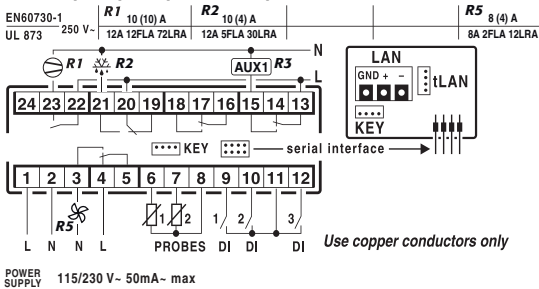 EN60730-1 250 V~ R1 10 (10) A R2 10 (4) A R5 8 (4) A
UL 873 12A 12FLA 72LRA 12A 5FLA 30LRA 8A 2FLA 12LRA
R1 R2 AUX1 R3 N
L
24 23 22 21 20 19 18 17 16 15 14 13
LAN
GND + - tLAN
KEY
KEY serial interface
1 2 3 4 5 6 7 8 9 10 11 12
R5 1 2 1 2 3
L N N L PROBES DI DI DI
Use copper conductors only
POWER SUPPLY 115/230 V~ 50mA~ max